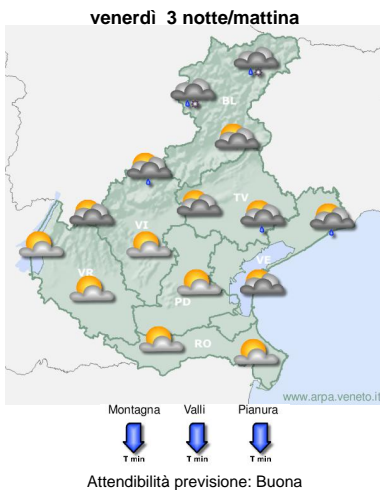 venerdì 3 notte/mattina
BL
TV
VI
VE
VR
PD
RO
www.arpa.veneto.it
Montagna Valli Pianura
T min T min T min
Attendibilità previsione: Buona